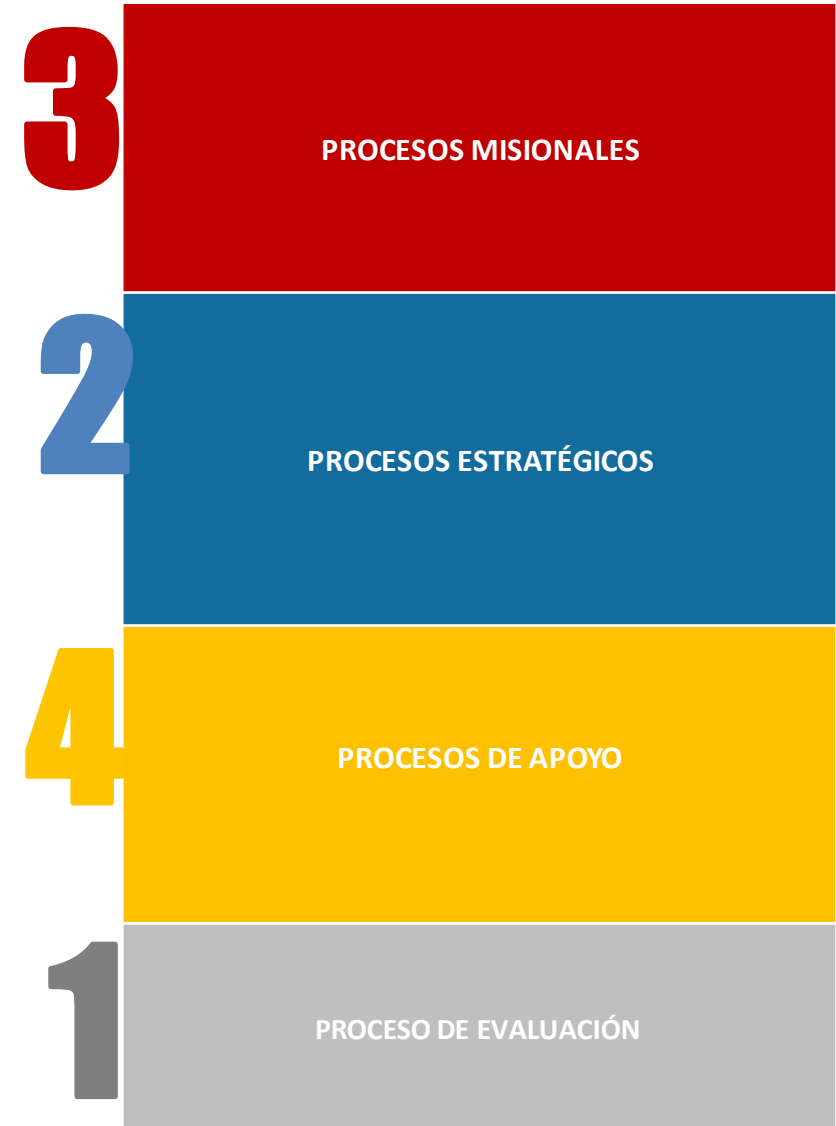 3
PROCESOS MISIONALES
2
PROCESOS ESTRATÉGICOS
4
PROCESOS DE APOYO
1
PROCESO DE EVALUACIÓN